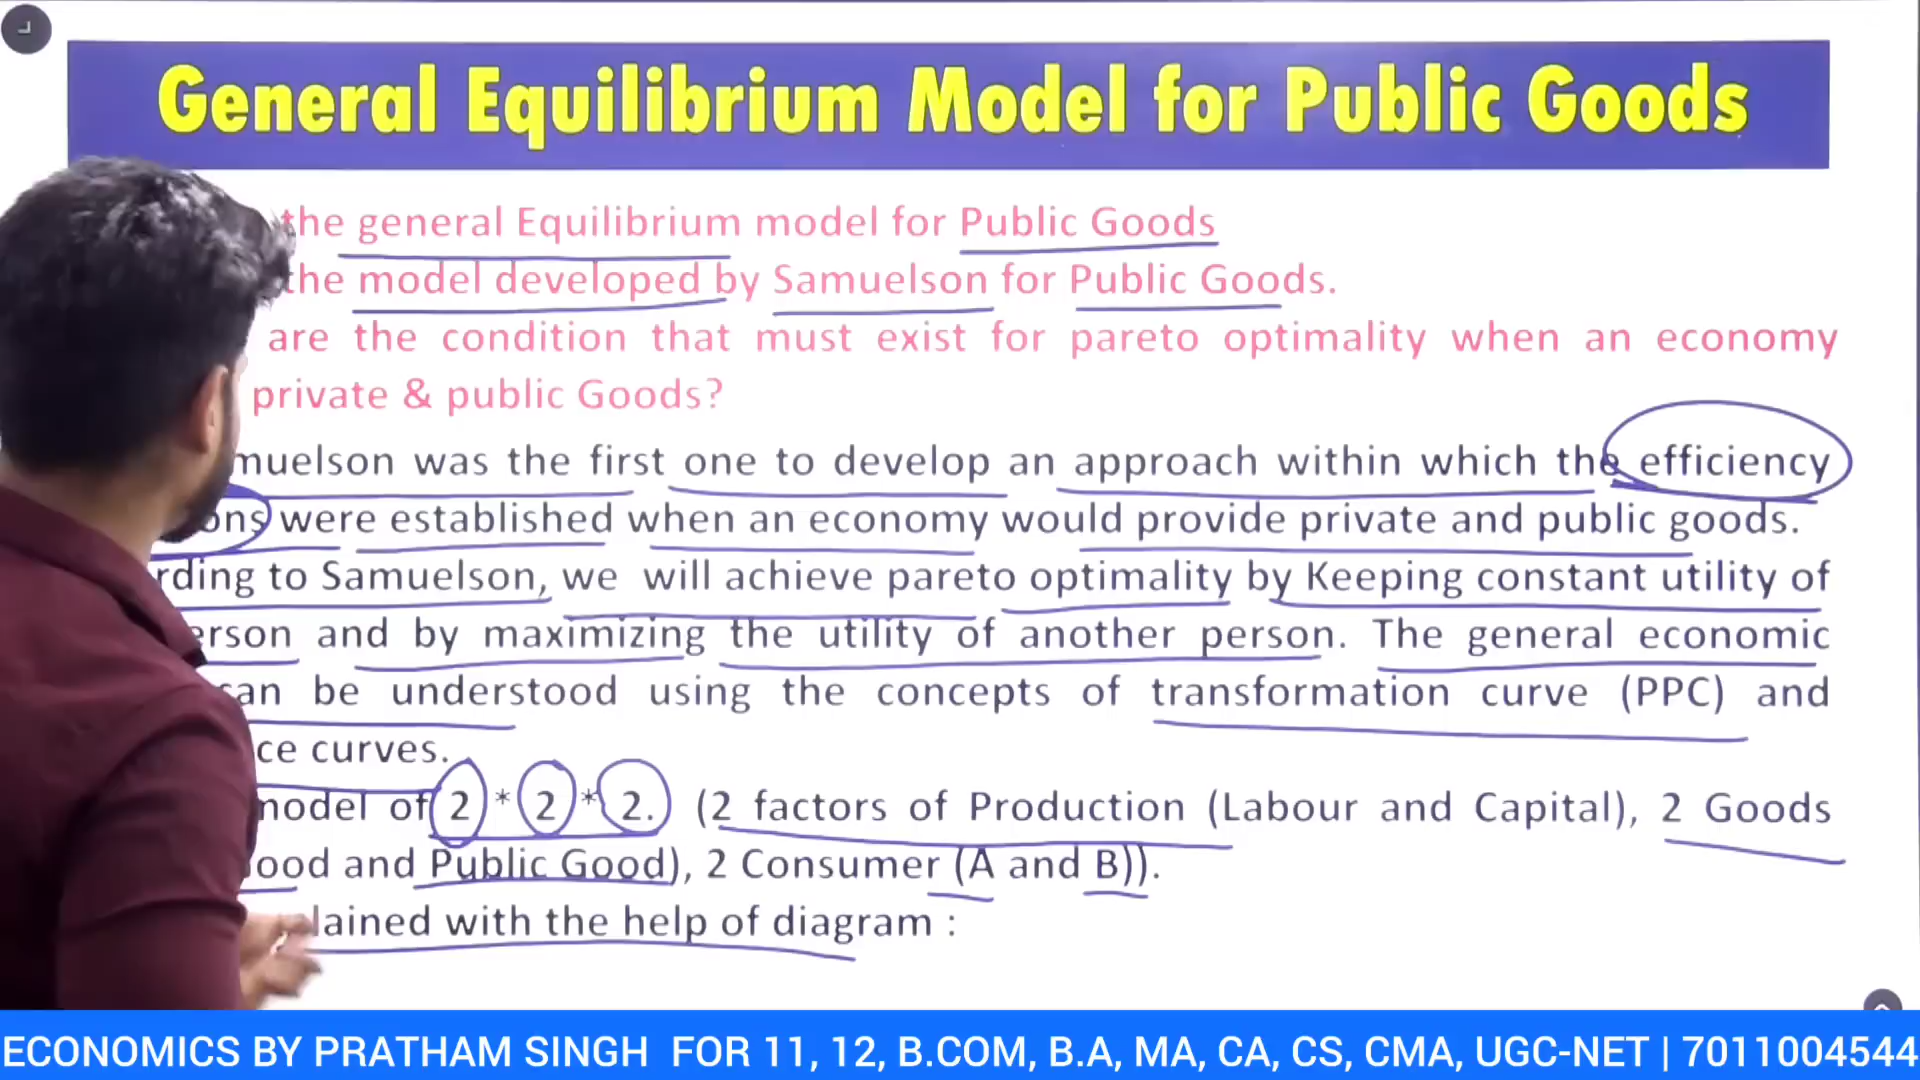 General Equilibrium Model for Public Goods
the general Equilibrium model for Public Goods
the model developed by Samuelson for Public Goods.
are the condition that must exist for pareto optimality when an economy
private & public Goods?
muelson was the first one to develop an approach within which the efficiency
ons were established when an economy would provide private and public goods.
rding to Samuelson, we will achieve pareto optimality by Keeping constant utility of
erson and by maximizing the utility of another person. The general economic
can be understood using the concepts of transformation curve (PPC) and
ce curves.
model of 2 * 2 * 2. (2 factors of Production (Labour and Capital), 2 Goods
ood and Public Good), 2 Consumer (A and B)).
lained with the help of diagram :
ECONOMICS BY PRATHAM SINGH FOR 11, 12, B.COM, B.A, MA, CA, CS, CMA, UGC-NET | 7011004544